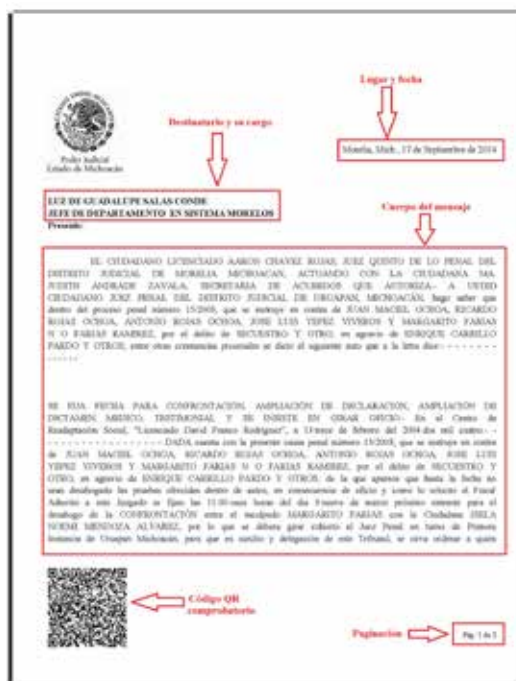 Lugar y fecha
Destinatario y su cargo
Poder Judicial
Estado de Michoacán
Morelia, Mich., 17 de Septiembre de 2014
LUZ DE GUADALUPE SALAS CONDE
JEFE DE DEPARTAMENTO EN SISTEMA MORELOS
Presente.
Cuerpo del mensaje
EL CIUDADANO LICENCIADO AARON CHAVEZ ROJAS, JUEZ QUINTO DE LO PENAL DEL
DISTRITO JUDICIAL DE MORELIA MICHOACAN, ACTUANDO CON LA CIUDADANA MA.
JUDITH ANDRADE ZAVALA, SECRETARIA DE ACUERDOS QUE AUTORIZA.- A USTED
CIUDADANO JUEZ PENAL DEL DISTRITO JUDICIAL DE URUAPAN, MICHOACÁN, hago saber que
dentro del proceso penal número 15/2003, que se instruye en contra de JUAN MACIEL OCHOA, RICARDO
ROJAS OCHOA, ANTONIO ROJAS OCHOA, JOSE LUIS YEPEZ VIVEROS Y MARGARITO FARIAS
N O FARIAS RAMIREZ, por el delito de SECUESTRO Y OTRO, en agravio de ENRIQUE CARRILLO
PARDO Y OTROS, entre otras constancias procesales se dicto el siguiente auto que a la letra dice:- - - - - - - - -
- - - - - -
SE FIJA FECHA PARA CONFRONTACIÓN, AMPLIACIÓN DE DECLARACIÓN, AMPLIACIÓN DE
DICTAMEN MEDICO, TESTIMONIAL Y SE INSISTE EN GIRAR OFICIO.- En el Centro de
Readaptación Social, "Licenciado David Franco Rodríguez", a 13 trece de febrero del 2004 dos mil cuatro.- -
- - - - - - - - - - - - - - - - - DADA cuenta con la presente causa penal número 15/2003, que se instruye en contra
de JUAN MACIEL OCHOA, RICARDO ROJAS OCHOA, ANTONIO ROJAS OCHOA, JOSE LUIS
YEPEZ VIVEROS Y MARGARITO FARIAS N O FARIAS RAMIREZ, por el delito de SECUESTRO Y
OTRO, en agravio de ENRIQUE CARRILLO PARDO Y OTROS, de la que aparece que hasta la fecha no
sean desahogado las pruebas ofrecidas dentro de autos, en consecuencia de oficio y como lo solicita el Fiscal
Adscrito a este Juzgado se fijan las 11:00 horas del día 9 nueve de marzo próximo entrante para el
desahogo de la CONFRONTACIÓN entre el inculpado MARGARITO FARIAS con la Ciudadana
NOEMI MENDOZA ALVAREZ, por lo que se deberá girar exhorto al Juez Penal en turno de Primera
Instancia de Uruapan Michoacán, para que en auxilio y delegación de este Tribunal, se sirva ordenar a quien
Código QR
comprobatorio
Paginación
Pág. 1 de 2